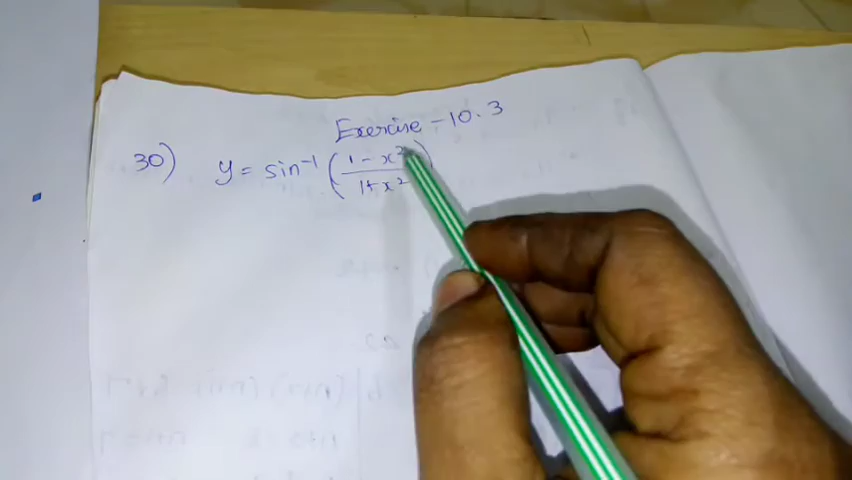 Exercise - 10.3
30) y = sin⁻¹ (1 - x² / 1 + x²)